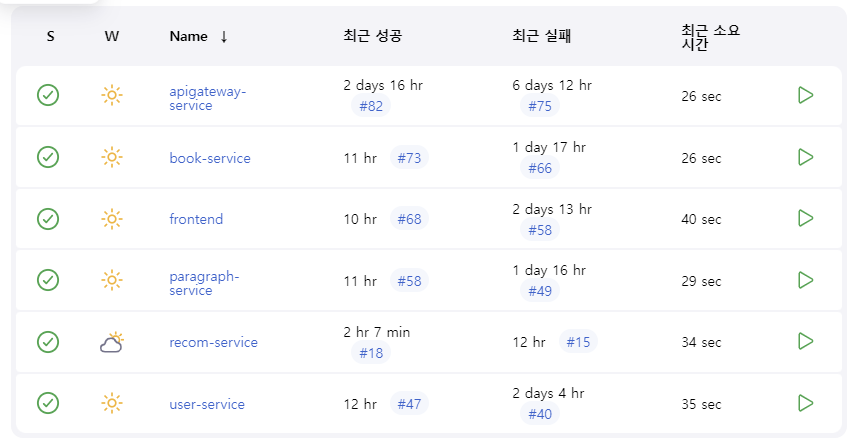 S W Name ↓ 최근 성공 최근 실패 최근 소요
시간
apigateway-
service
2 days 16 hr
#82
6 days 12 hr
#75
26 sec
book-service
11 hr #73
1 day 17 hr
#66
26 sec
frontend
10 hr #68
2 days 13 hr
#58
40 sec
paragraph-
service
11 hr #58
1 day 16 hr
#49
29 sec
recom-service
2 hr 7 min
#18
12 hr #15
34 sec
user-service
12 hr #47
2 days 4 hr
#40
35 sec